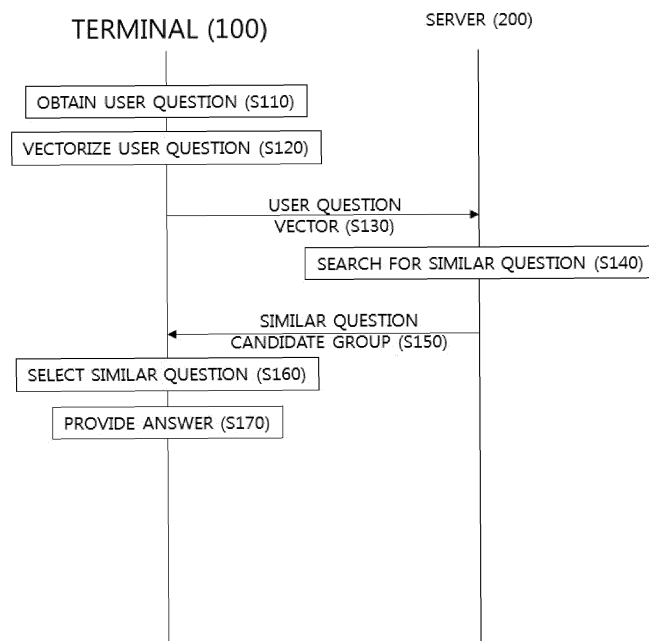 TERMINAL (100)
SERVER (200)
OBTAIN USER QUESTION (S110)
VECTORIZE USER QUESTION (S120)
USER QUESTION
VECTOR (S130)
SEARCH FOR SIMILAR QUESTION (S140)
SIMILAR QUESTION
CANDIDATE GROUP (S150)
SELECT SIMILAR QUESTION (S160)
PROVIDE ANSWER (S170)